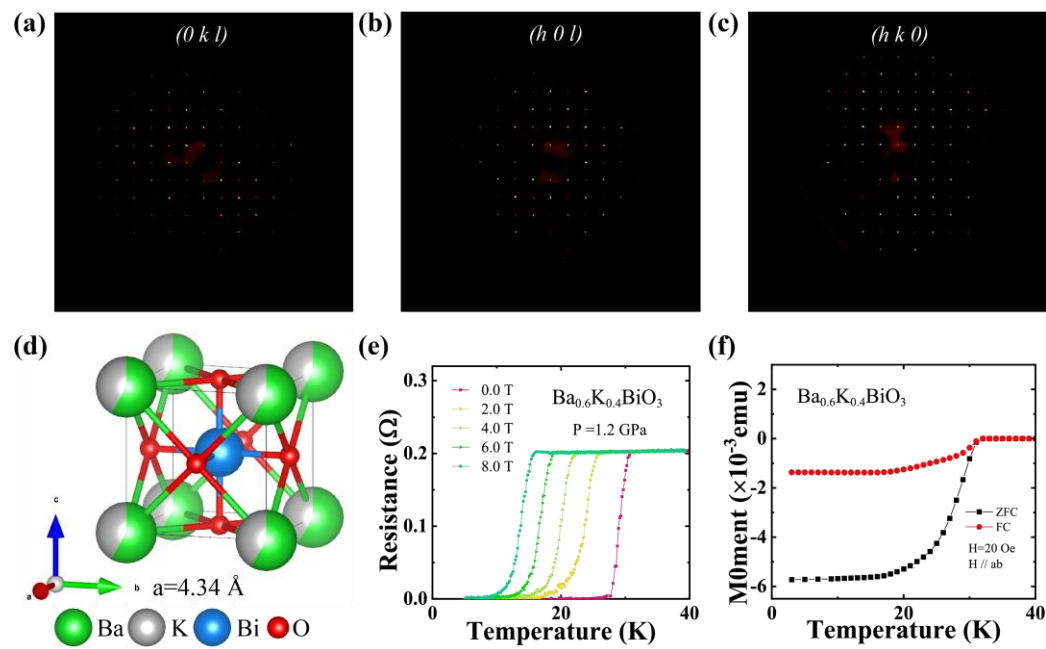 (a)
(0 k l)
(b)
(h 0 l)
(c)
(h k 0)
(d)
c
a
b
a=4.34 Å
Ba
K
Bi
O
(e)
0.3
0.2
0.1
0.0
Resistance (Ω)
0.0 T
2.0 T
4.0 T
6.0 T
8.0 T
Ba0.6K0.4BiO3
P =1.2 GPa
0
20
40
Temperature (K)
(f)
2
0
-2
-4
-6
M0ment (×10-3 emu)
Ba0.6K0.4BiO3
ZFC
FC
H=20 Oe
H // ab
0
20
40
Temperature (K)